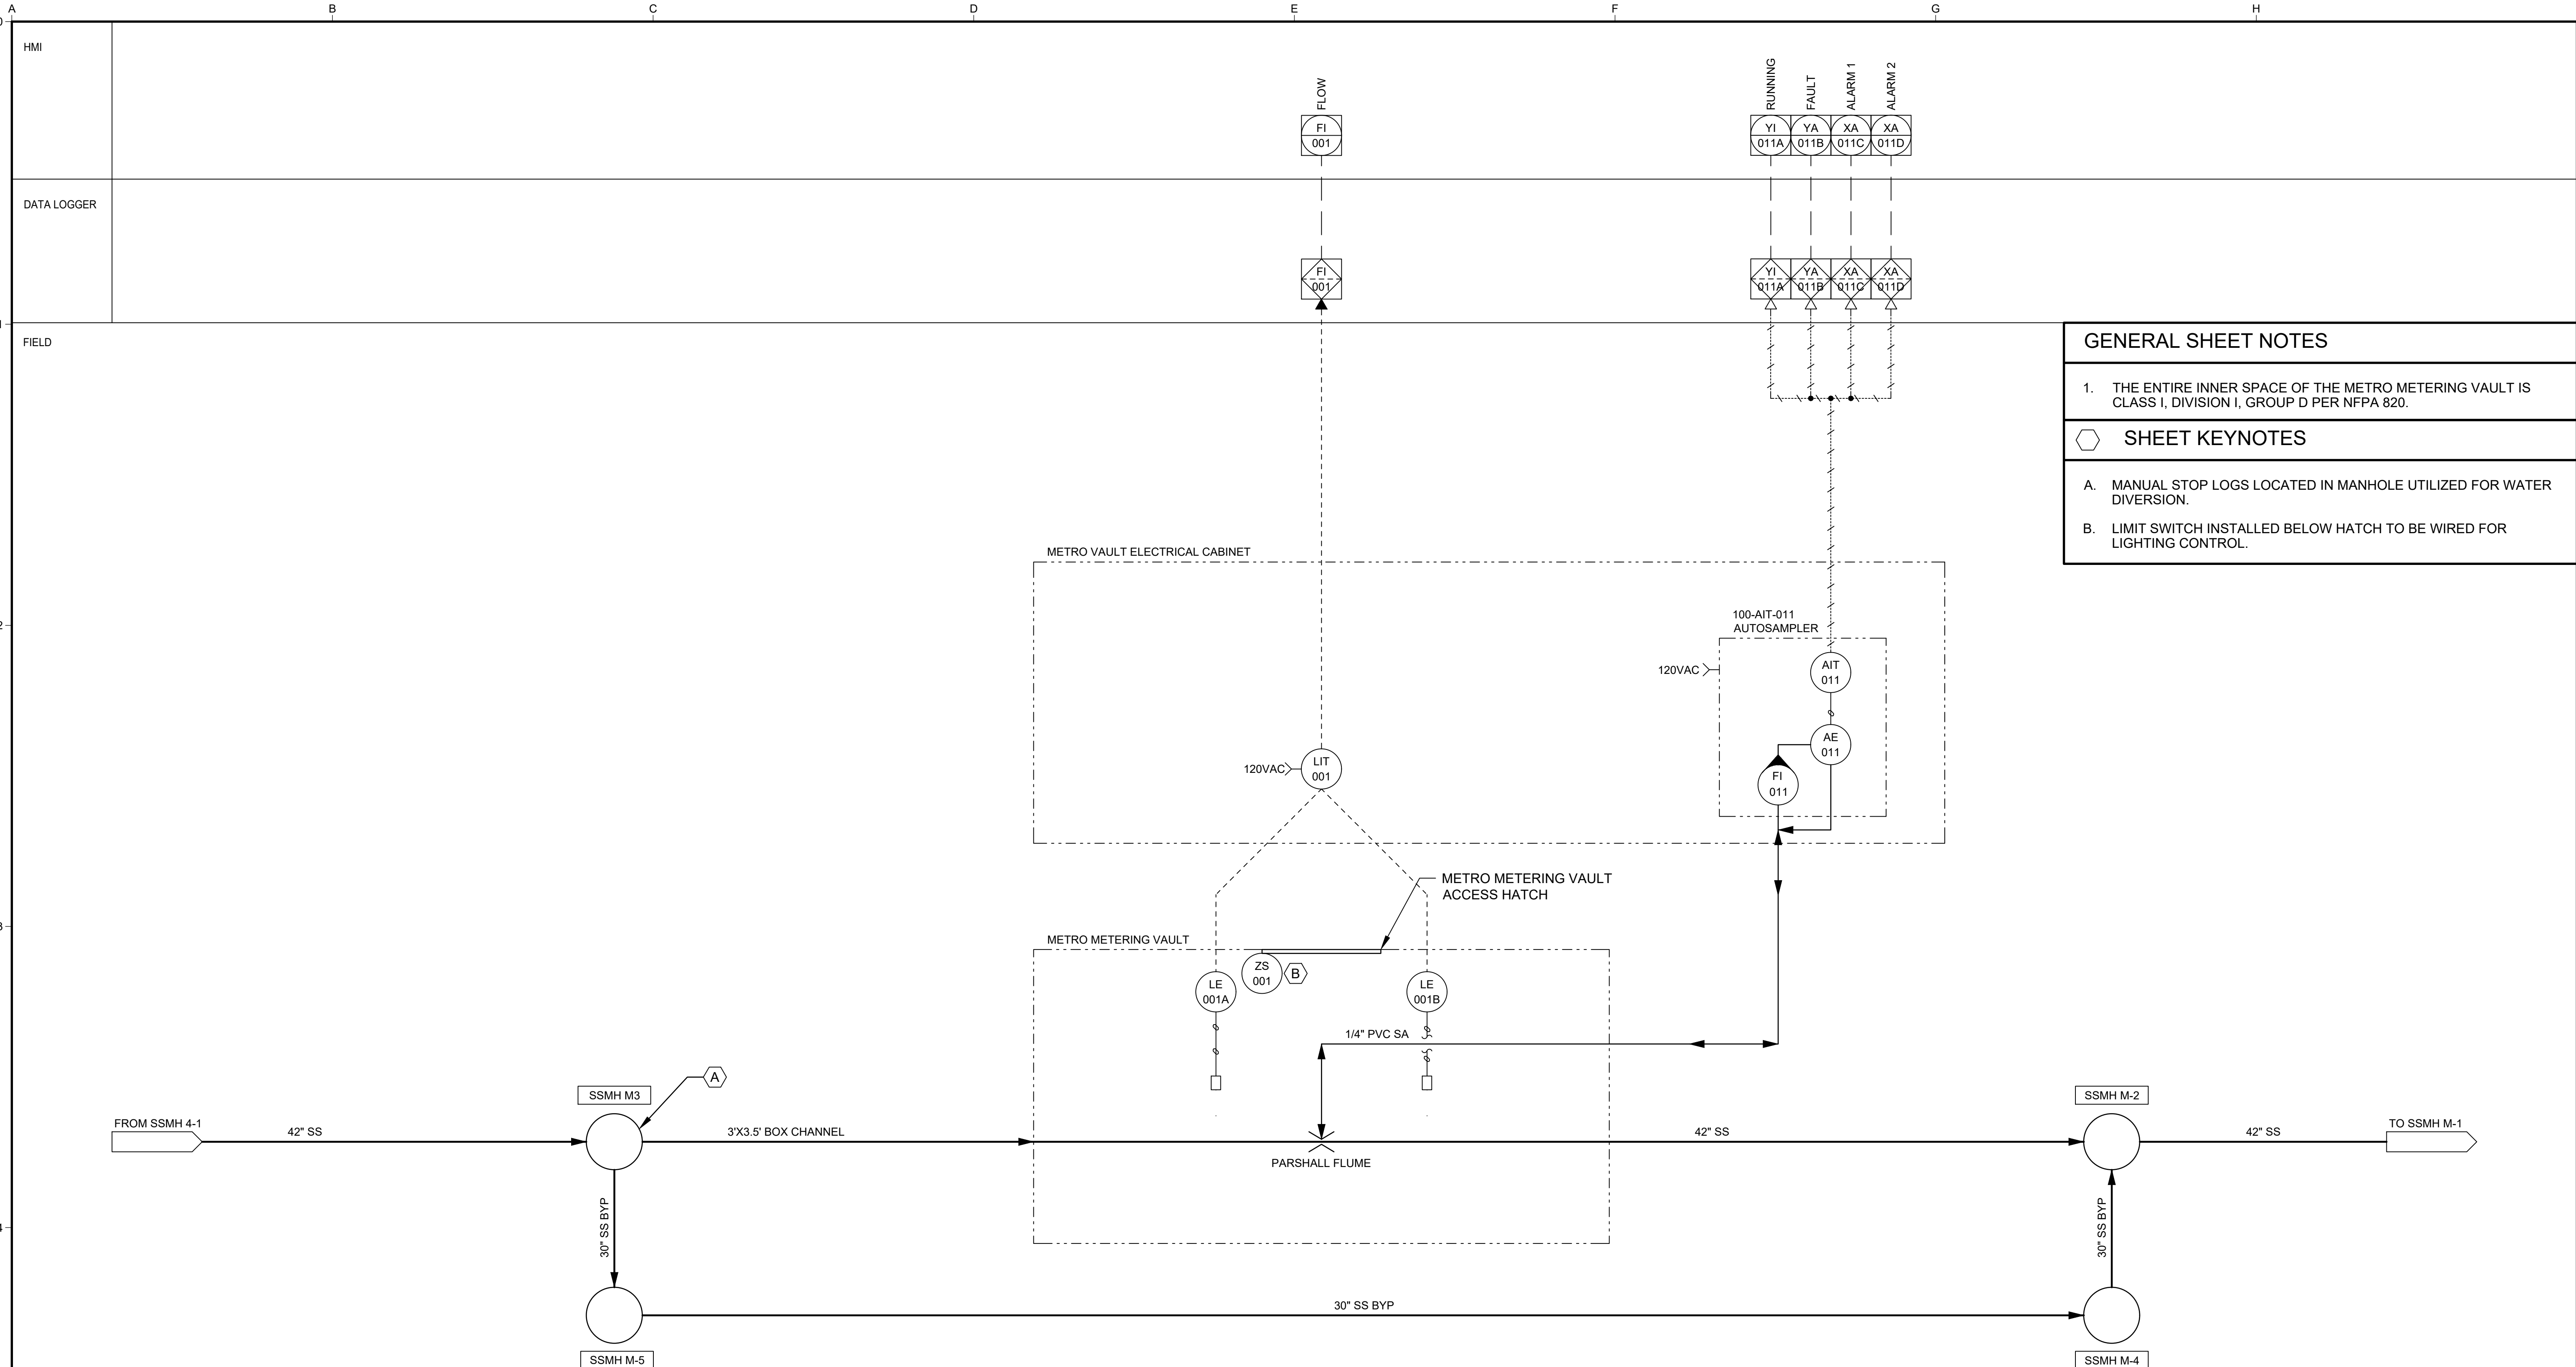 A B C D E F G H
0
HMI
FLOW
RUNNING
FAULT
ALARM 1
ALARM 2
FI
001
YI
011A
YA
011B
XA
011C
XA
011D
DATA LOGGER
FI
001
YI
011A
YA
011B
XA
011C
XA
011D
1
FIELD
GENERAL SHEET NOTES
1. THE ENTIRE INNER SPACE OF THE METRO METERING VAULT IS
CLASS I, DIVISION I, GROUP D PER NFPA 820.
SHEET KEYNOTES
A. MANUAL STOP LOGS LOCATED IN MANHOLE UTILIZED FOR WATER
DIVERSION.
B. LIMIT SWITCH INSTALLED BELOW HATCH TO BE WIRED FOR
LIGHTING CONTROL.
METRO VAULT ELECTRICAL CABINET
2
100-AIT-011
AUTOSAMPLER
120VAC
AIT
011
AE
011
FI
011
120VAC
LIT
001
METRO METERING VAULT
ACCESS HATCH
3
METRO METERING VAULT
ZS
001
B
LE
001A
LE
001B
1/4" PVC SA
A
SSMH M3
SSMH M-2
FROM SSMH 4-1
42" SS
3'X3.5' BOX CHANNEL
42" SS
42" SS
TO SSMH M-1
PARSHALL FLUME
4
30" SS BYP
30" SS BYP
30" SS BYP
SSMH M-5
SSMH M-4